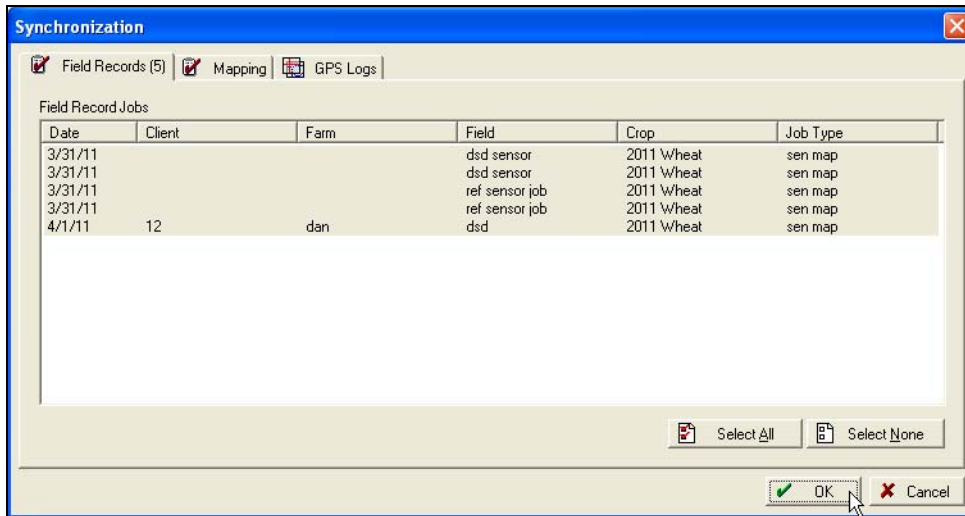 Synchronization
Field Records (5) Mapping GPS Logs
Field Record Jobs
Date Client Farm Field Crop Job Type
3/31/11 dsd sensor 2011 Wheat sen map
3/31/11 dsd sensor 2011 Wheat sen map
3/31/11 ref sensor job 2011 Wheat sen map
3/31/11 ref sensor job 2011 Wheat sen map
4/1/11 12 dan dsd 2011 Wheat sen map
Select All Select None
OK Cancel